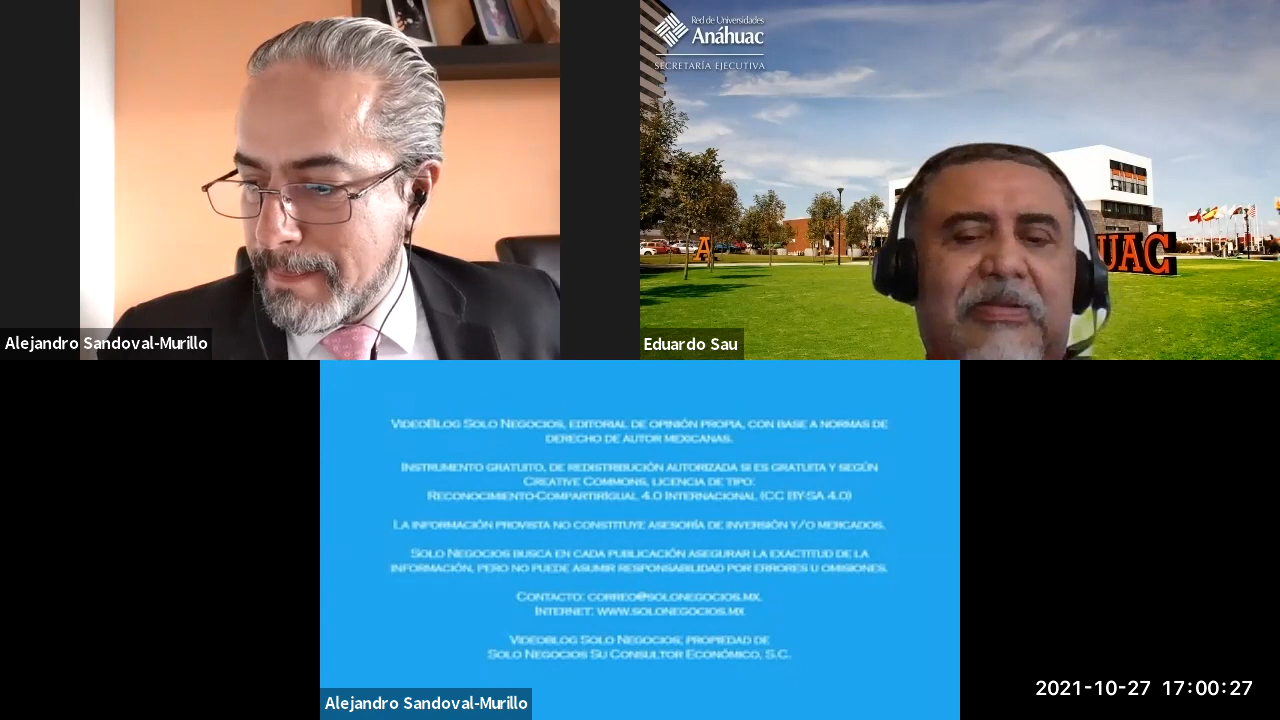 Red de Universidades
Anáhuac
SECRETARÍA EJECUTIVA
A
UAC
Alejandro Sandoval-Murillo
Eduardo Sau
VideoBlog Solo Negocios, editorial de opinión propia, con base a normas de
derecho de autor mexicanas.
Instrumento gratuito, de redistribución autorizada si es gratuita y según
Creative Commons, licencia de tipo:
Reconocimiento-CompartirIgual 4.0 Internacional (CC BY-SA 4.0)
La información provista no constituye asesoría de inversión y/o mercados.
Solo Negocios busca en cada publicación asegurar la exactitud de la
información, pero no puede asumir responsabilidad por errores u omisiones.
Contacto: correo@solonegocios.mx.
Internet: www.solonegocios.mx
Videoblog Solo Negocios; propiedad de
Solo Negocios Su Consultor Económico, S.C.
Alejandro Sandoval-Murillo
2021-10-27 17:00:27